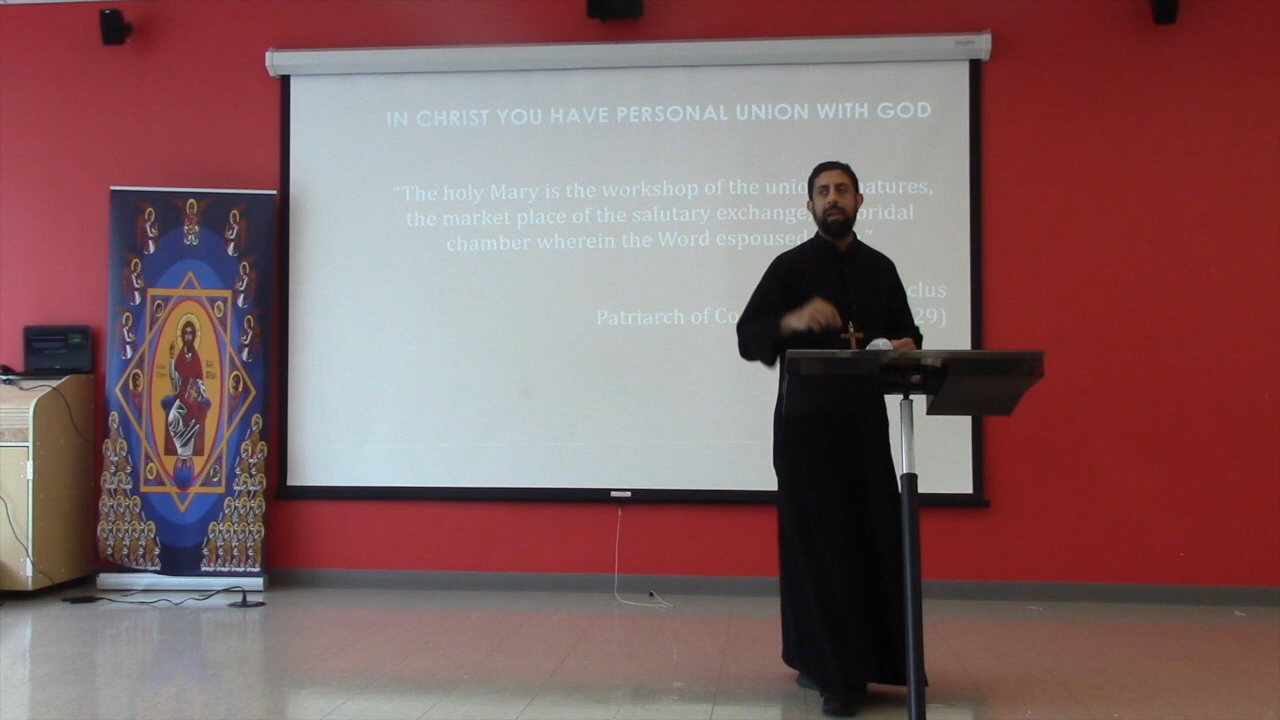 IN CHRIST YOU HAVE PERSONAL UNION WITH GOD
“The holy Mary is the workshop of the unio natures,
the market place of the salutary exchange, bridal
chamber wherein the Word espoused ”
clus
Patriarch of Co 29)